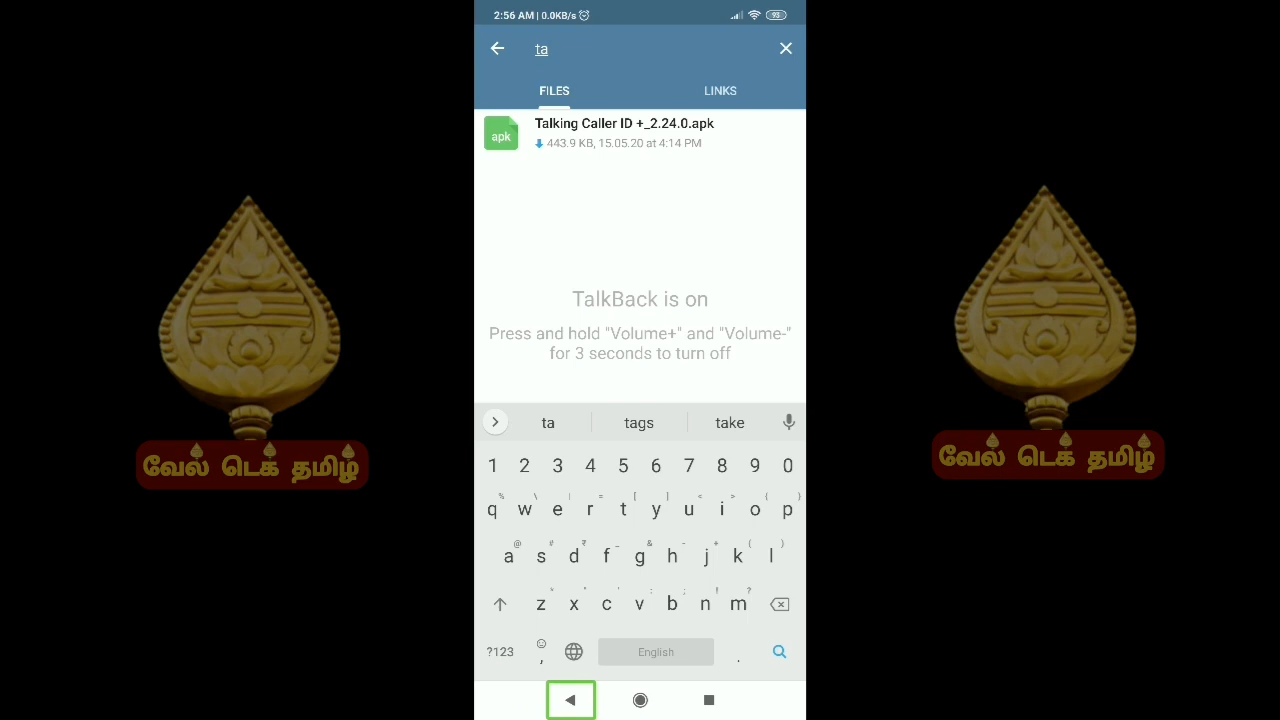 2:56 AM | 0.0KB/s
93
ta
FILES
LINKS
apk
Talking Caller ID +_2.24.0.apk
443.9 KB, 15.05.20 at 4:14 PM
TalkBack is on
Press and hold "Volume+" and "Volume-"
for 3 seconds to turn off
ta tags take
1 2 3 4 5 6 7 8 9 0
% \ | = [ ] < > { }
q w e r t y u i o p
@ # ₹ _ & - + ( )
a s d f g h j k l
* " ' : ; ! ?
z x c v b n m
?123 , English .
வேல் டெக் தமிழ்
வேல் டெக் தமிழ்